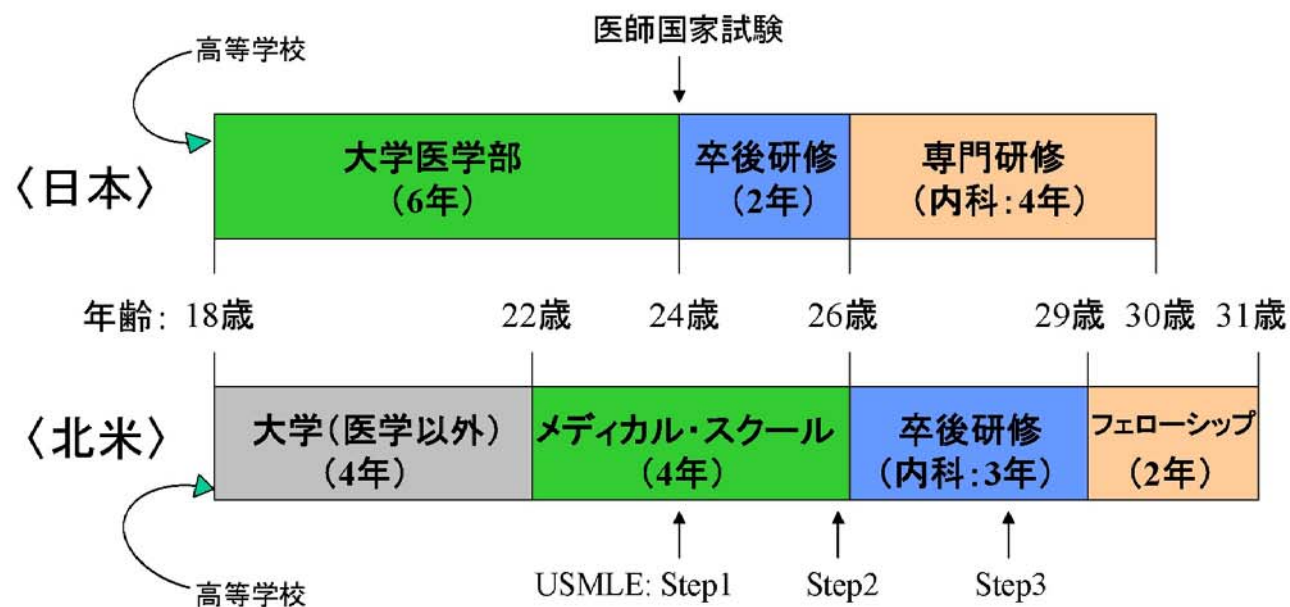 医師国家試験
高等学校
〈日本〉
大学医学部
(6年)
卒後研修
(2年)
専門研修
(内科:4年)
年齢: 18歳 22歳 24歳 26歳 29歳 30歳 31歳
〈北米〉
大学(医学以外)
(4年)
メディカル・スクール
(4年)
卒後研修
(内科:3年)
フェローシップ
(2年)
高等学校
USMLE: Step1 Step2 Step3